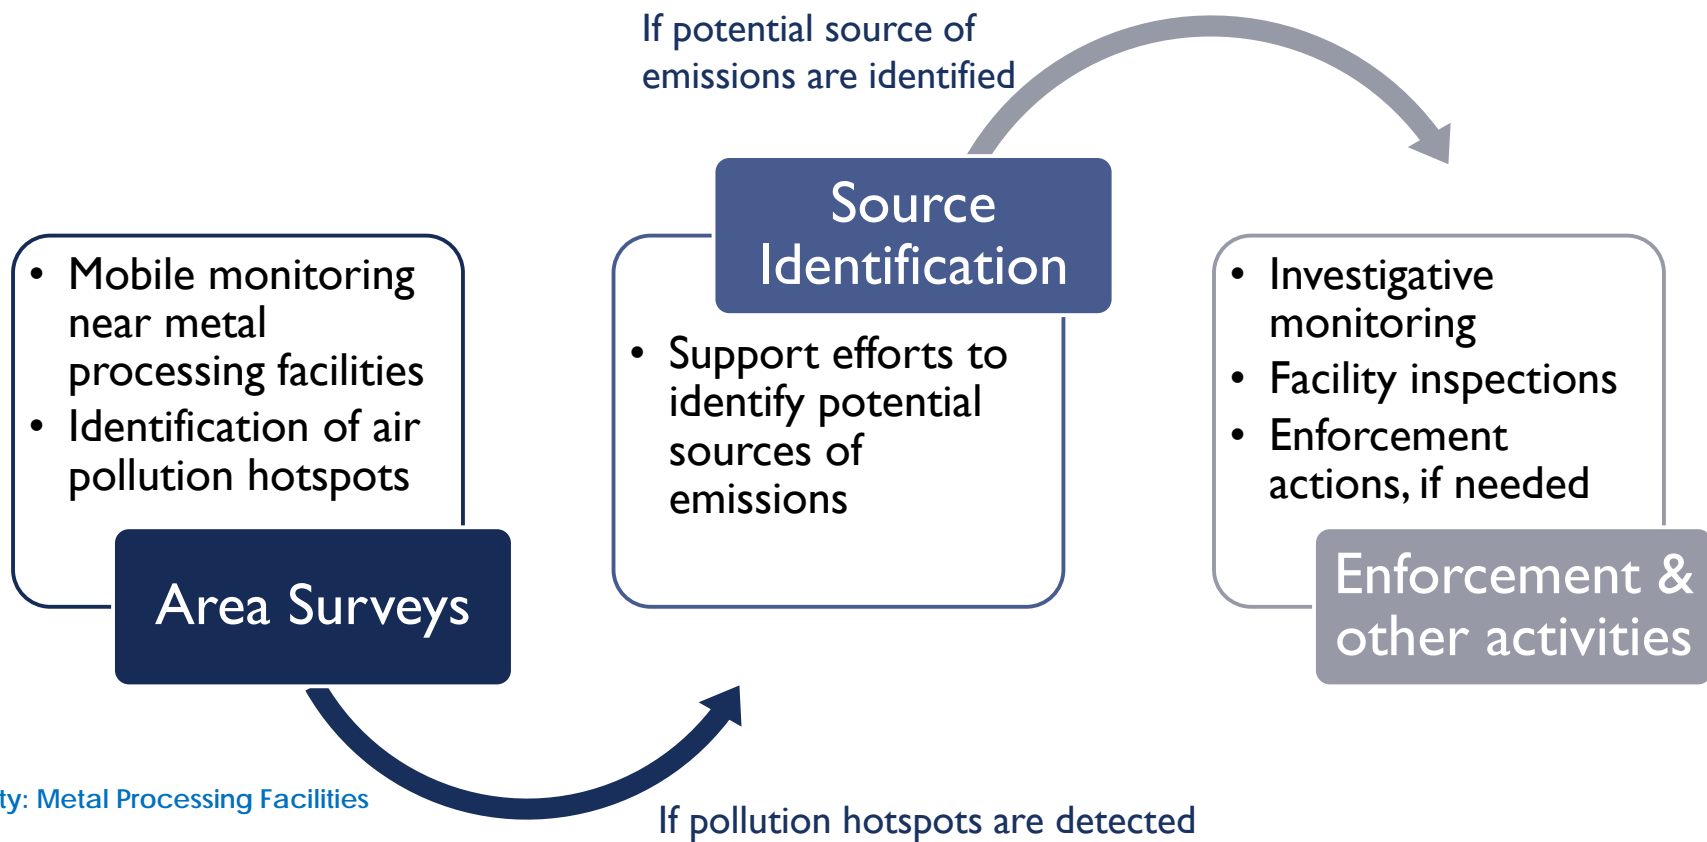 If potential source of
emissions are identified
Source
Identification
• Mobile monitoring
near metal
processing facilities
• Identification of air
pollution hotspots
Area Surveys
• Support efforts to
identify potential
sources of
emissions
• Investigative
monitoring
• Facility inspections
• Enforcement
actions, if needed
Enforcement &
other activities
ty: Metal Processing Facilities
If pollution hotspots are detected